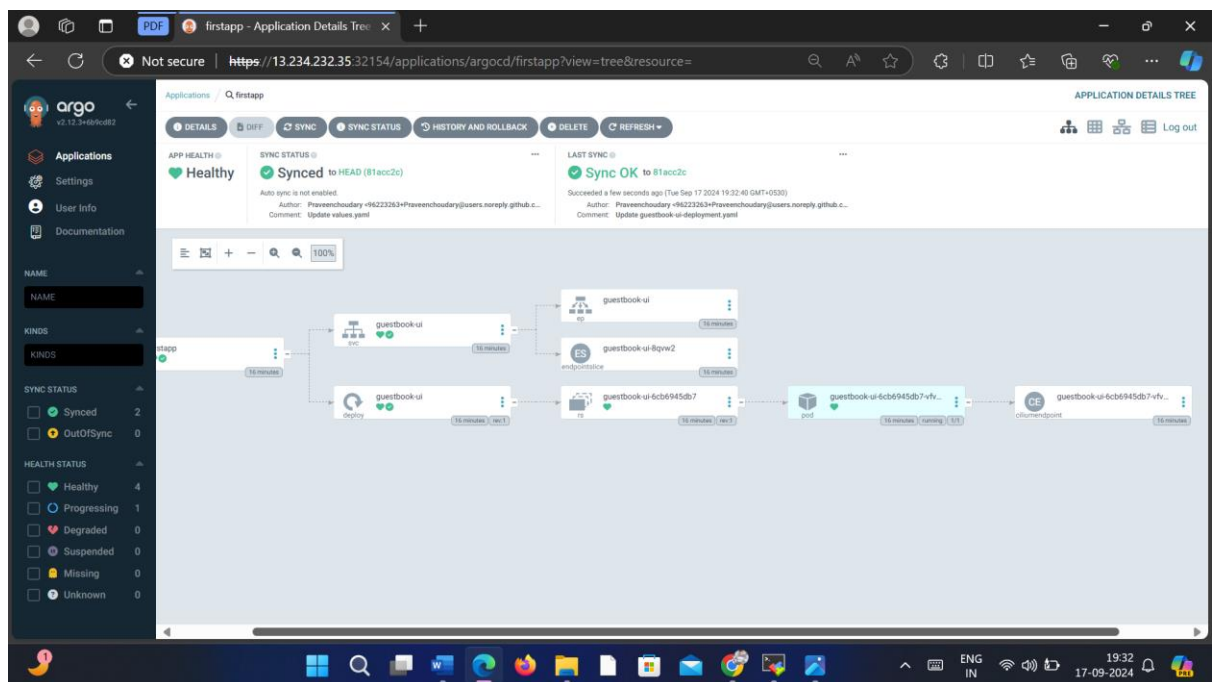 PDF
firstapp - Application Details Tree
Not secure
https://13.234.232.35:32154/applications/argocd/firstapp?view=tree&resource=
argo
v2.12.3+6b9cd82
Applications
Settings
User Info
Documentation
NAME
NAME
KINDS
KINDS
SYNC STATUS
Synced 2
OutOfSync 0
HEALTH STATUS
Healthy 4
Progressing 1
Degraded 0
Suspended 0
Missing 0
Unknown 0
Applications / firstapp
APPLICATION DETAILS TREE
DETAILS DIFF SYNC SYNC STATUS HISTORY AND ROLLBACK DELETE REFRESH
Log out
APP HEALTH
Healthy
SYNC STATUS
Synced to HEAD (81acc2c)
Auto sync is not enabled.
Author: Praveenchoudary <96223263+Praveenchoudary@users.noreply.github.c...
Comment: Update values.yaml
LAST SYNC
Sync OK to 81acc2c
Succeeded a few seconds ago (Tue Sep 17 2024 19:32:40 GMT+0530)
Author: Praveenchoudary <96223263+Praveenchoudary@users.noreply.github.c...
Comment: Update guestbook-ui-deployment.yaml
100%
stapp
16 minutes
guestbook-ui
svc
16 minutes
guestbook-ui
deploy
16 minutes rev:1
guestbook-ui
ep
16 minutes
ES
guestbook-ui-8qvw2
endpointslice
16 minutes
guestbook-ui-6cb6945db7
rs
16 minutes rev:1
guestbook-ui-6cb6945db7-vfv...
pod
16 minutes running 1/1
CE
guestbook-ui-6cb6945db7-vfv...
ciliumendpoint
16 minutes
1
ENG
IN
19:32
17-09-2024